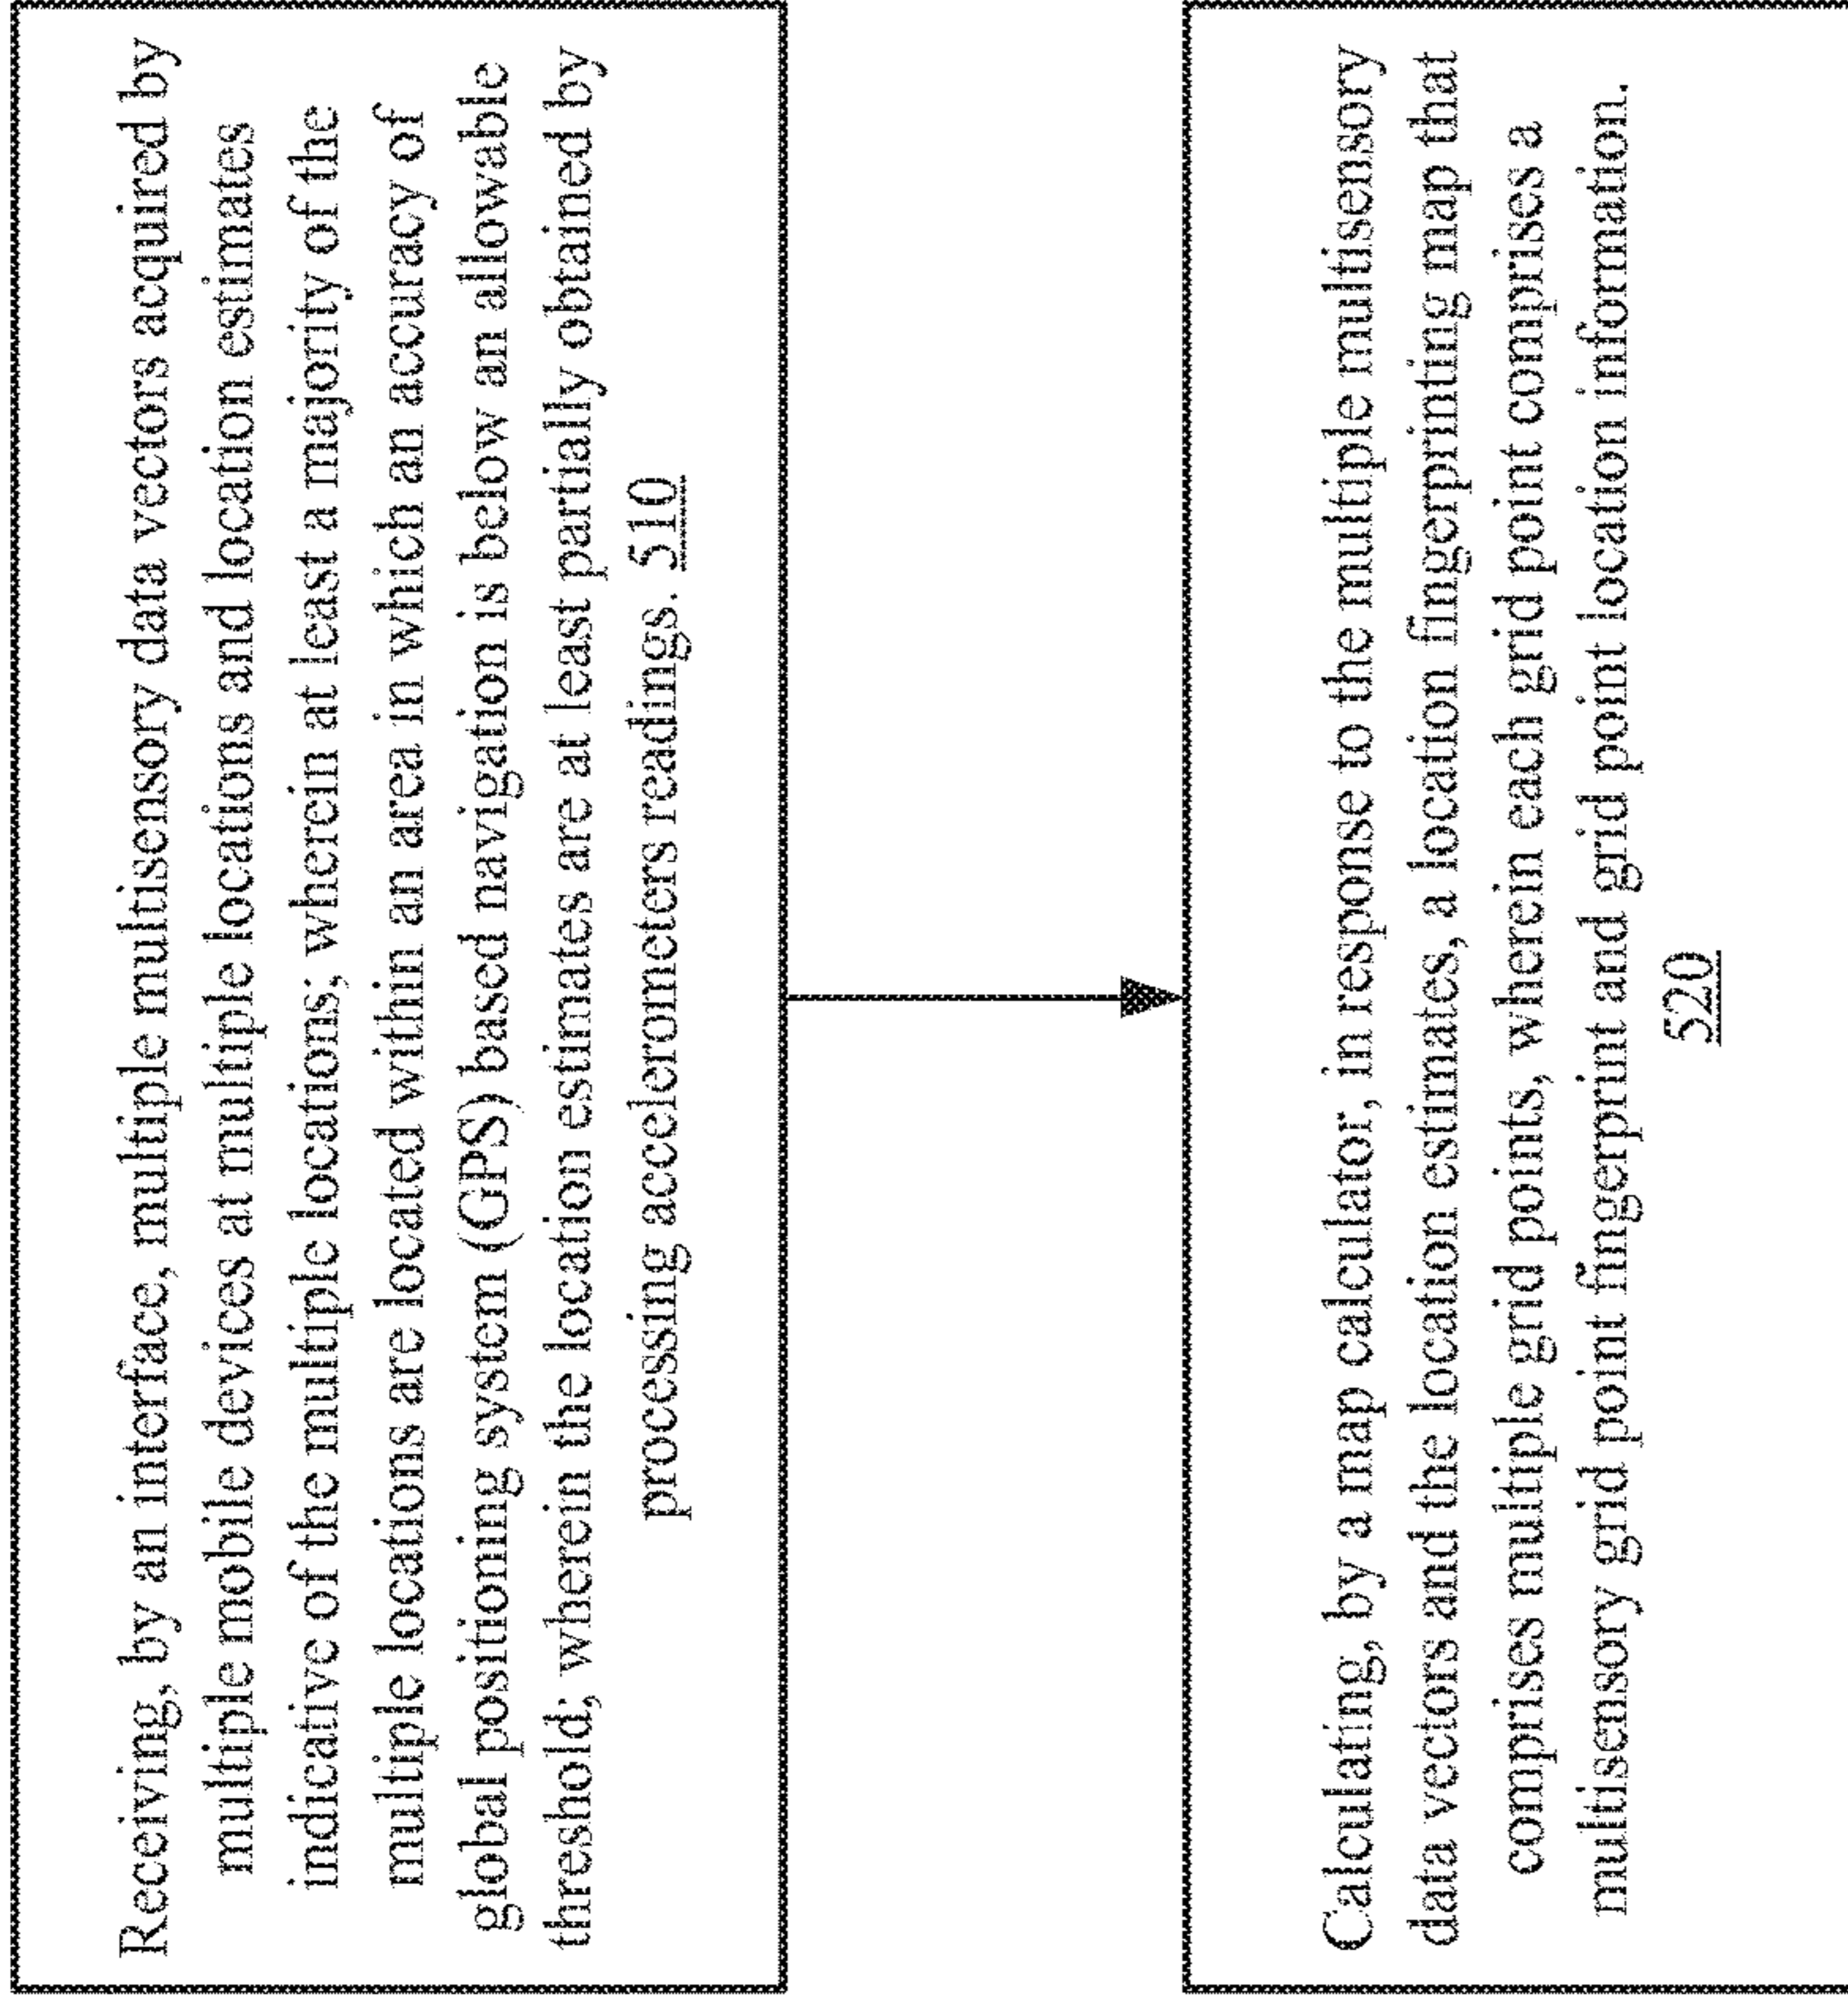 Receiving, by an interface, multiple multisensory data vectors acquired by
multiple mobile devices at multiple locations and location estimates
indicative of the multiple locations; wherein at least a majority of the
multiple locations are located within an area in which an accuracy of
global positioning system (GPS) based navigation is below an allowable
threshold; wherein the location estimates are at least partially obtained by
processing accelerometers readings. 510
Calculating, by a map calculator, in response to the multiple multisensory
data vectors and the location estimates, a location fingerprinting map that
comprises multiple grid points, wherein each grid point comprises a
multisensory grid point fingerprint and grid point location information.
520